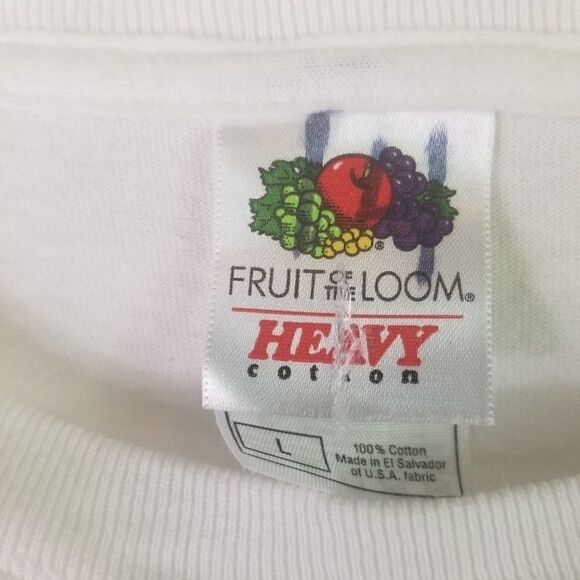 ®
FRUIT OF THE LOOM®
HEAVY
cotton
L
100% Cotton
Made in El Salvador
of U.S.A. fabric